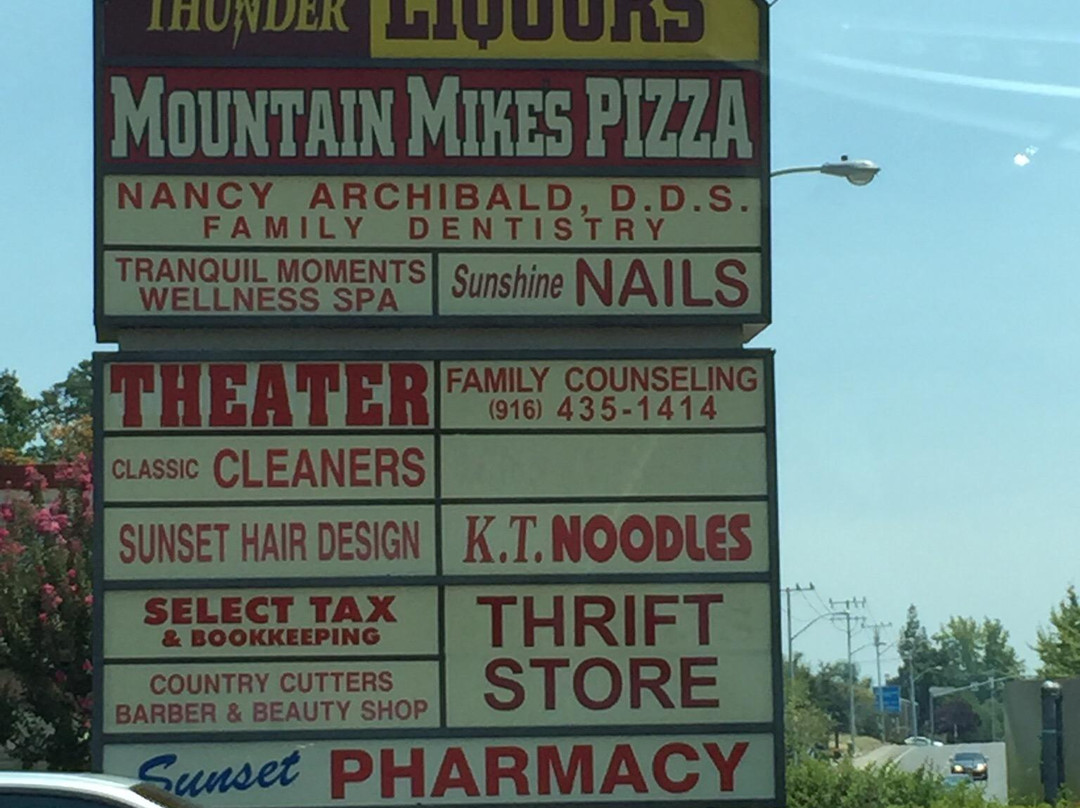 THUNDER LIQUORS
MOUNTAIN MIKES PIZZA
NANCY ARCHIBALD, D.D.S.
FAMILY DENTISTRY
TRANQUIL MOMENTS
WELLNESS SPA
Sunshine NAILS
THEATER
FAMILY COUNSELING
(916) 435-1414
CLASSIC CLEANERS
SUNSET HAIR DESIGN
K.T. NOODLES
SELECT TAX
& BOOKKEEPING
THRIFT
STORE
COUNTRY CUTTERS
BARBER & BEAUTY SHOP
Sunset PHARMACY